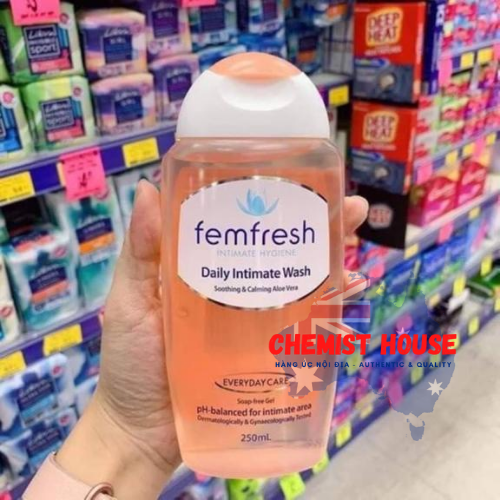 DEEP HEAT
DEEP HEAT
femfresh
INTIMATE HYGIENE
Daily Intimate Wash
Soothing & Calming Aloe Vera
CHEMIST HOUSE
HÀNG ÚC NỘI ĐỊA - AUTHENTIC & QUALITY
EVERYDAY CARE
Soap-free Gel
pH-balanced for intimate area
Dermatologically & Gynaecologically Tested
250mL